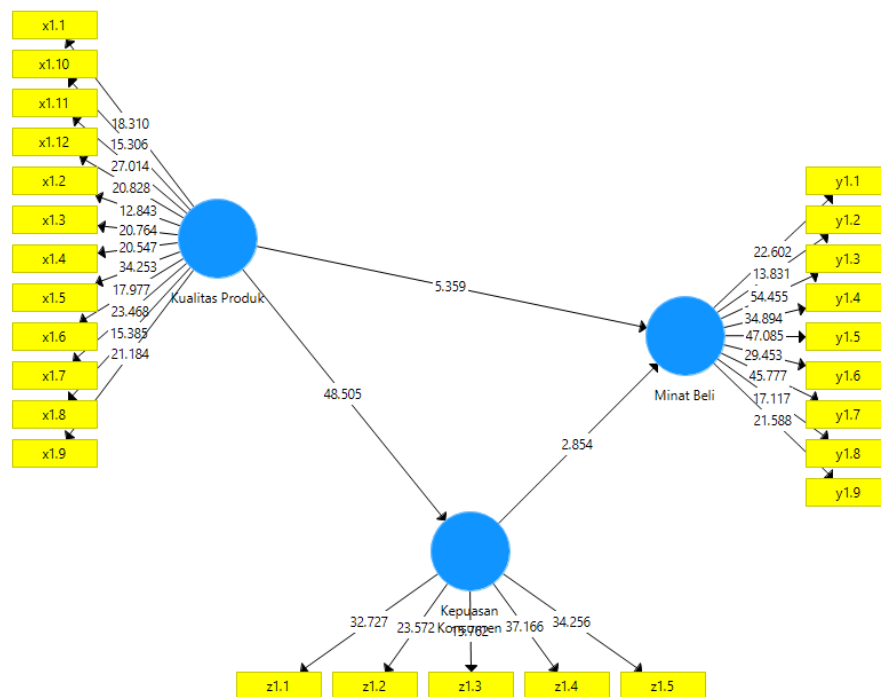 x1.1
x1.10
x1.11
x1.12
x1.2
x1.3
x1.4
x1.5
x1.6
x1.7
x1.8
x1.9
18.310
15.306
27.014
20.828
12.843
20.764
20.547
34.253
17.977
23.468
15.385
21.184
Kualitas Produk
5.359
48.505
2.854
Minat Beli
22.602
13.831
54.455
34.894
47.085
29.453
45.777
17.117
21.588
y1.1
y1.2
y1.3
y1.4
y1.5
y1.6
y1.7
y1.8
y1.9
Kepuasan
Konsumen
32.727
23.572
37.166
34.256
z1.1
z1.2
z1.3
z1.4
z1.5